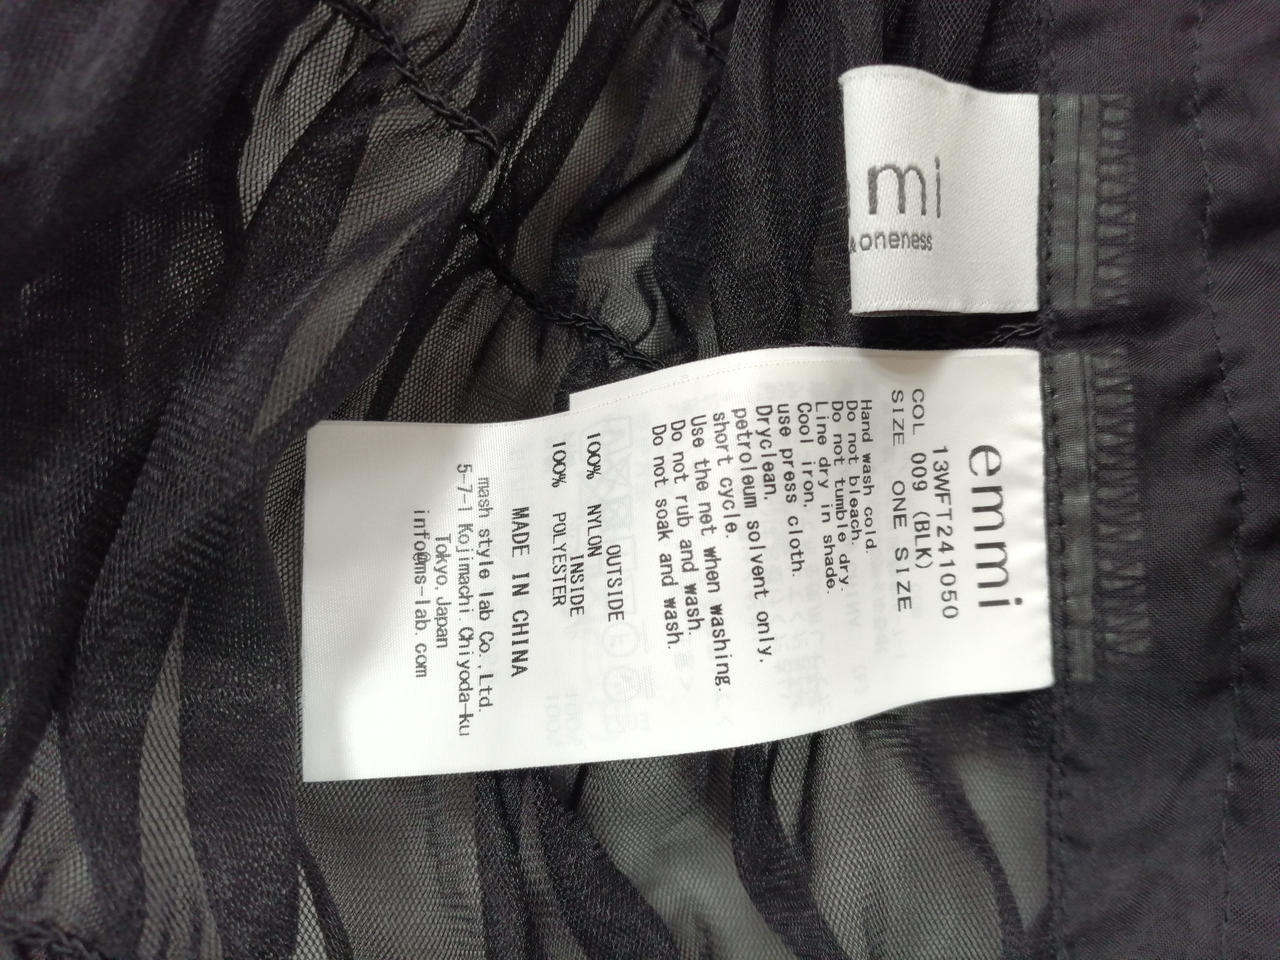 mi
& oneness
emmi
13WFT241050
COL 009 (BLK)
SIZE ONE SIZE
Hand wash cold.
Do not bleach.
Do not tumble dry.
Line dry in shade.
Cool iron.
use press cloth.
Dryclean.
petroleum solvent only.
short cycle.
Use the net when washing.
Do not rub and wash.
Do not soak and wash.
OUTSIDE
100% NYLON
INSIDE
100% POLYESTER
MADE IN CHINA
mash style lab Co.,Ltd.
5-7-1 Kojimachi Chiyoda-ku
Tokyo, Japan
info@ms-lab.com